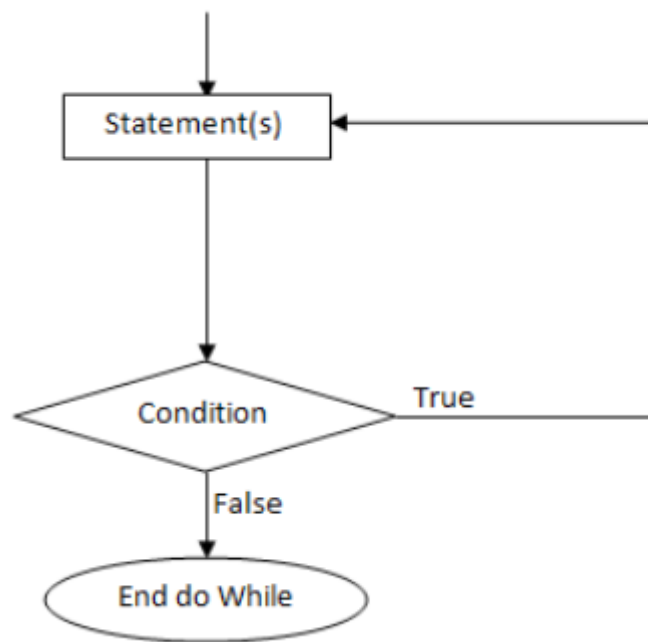 Statement(s)
Condition
True
False
End do While